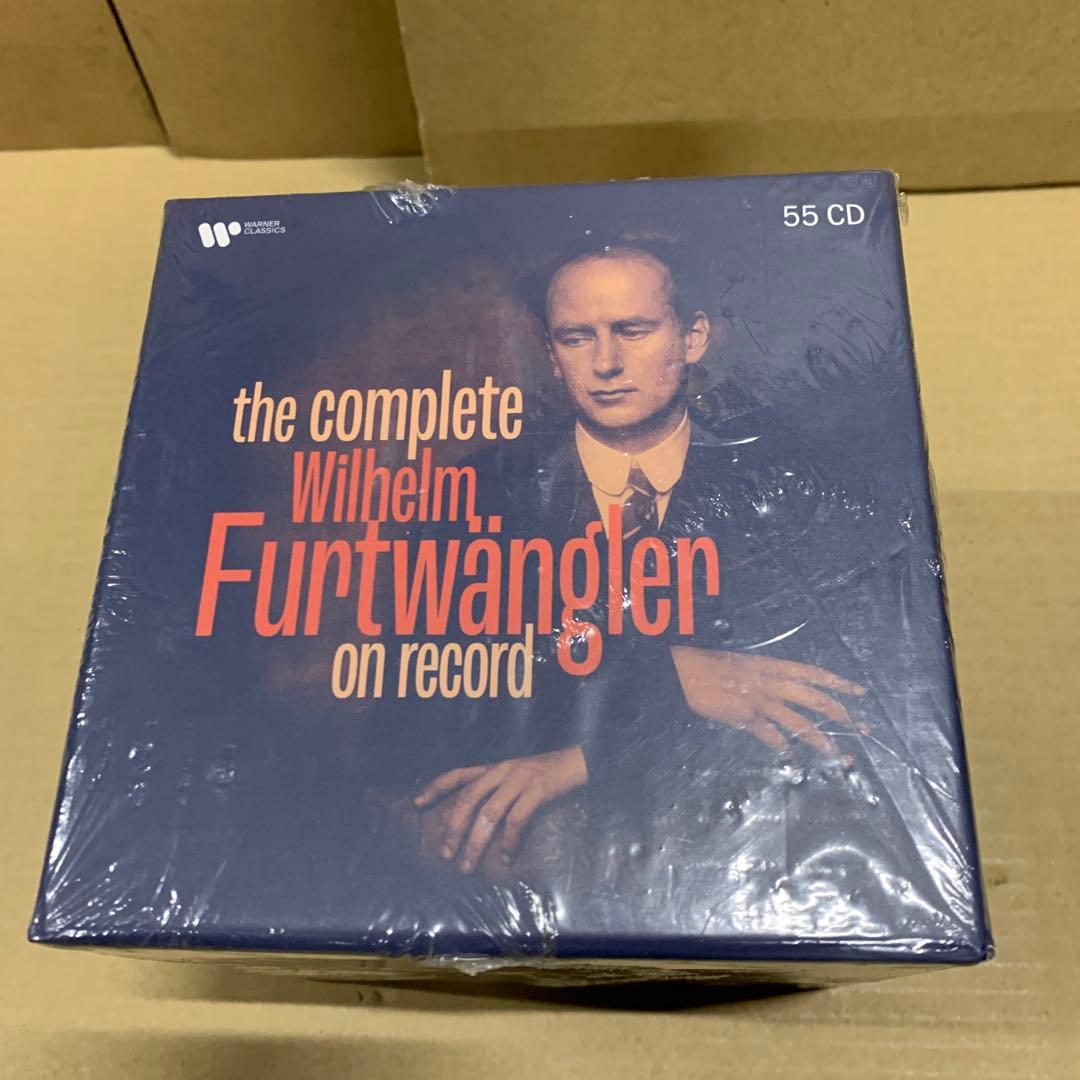 WARNER
CLASSICS
55 CD
the complete
Wilhelm
Furtwängler
on record